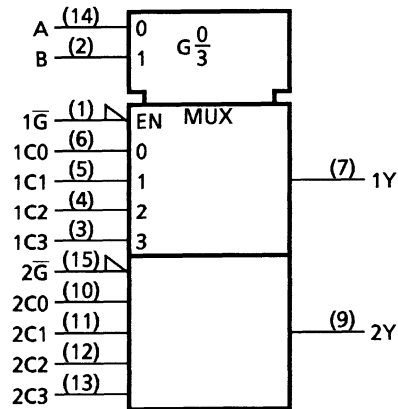 A (14) 0 G 0/3
B (2) 1
1G̅ (1) EN MUX
1C0 (6) 0
1C1 (5) 1 (7) 1Y
1C2 (4) 2
1C3 (3) 3
2G̅ (15)
2C0 (10)
2C1 (11) (9) 2Y
2C2 (12)
2C3 (13)